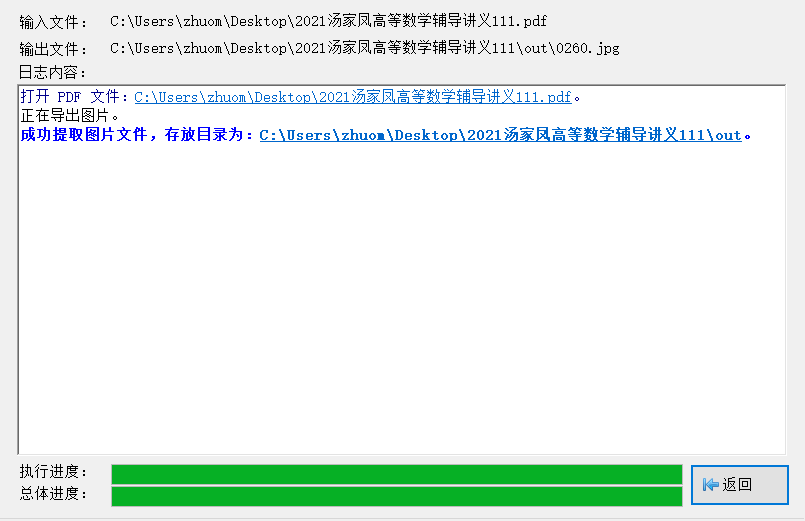 输入文件: C:\Users\zhuom\Desktop\2021汤家凤高等数学辅导讲义111.pdf
输出文件: C:\Users\zhuom\Desktop\2021汤家凤高等数学辅导讲义111\out\0260.jpg
日志内容:
打开 PDF 文件：C:\Users\zhuom\Desktop\2021汤家凤高等数学辅导讲义111.pdf。
正在导出图片。
成功提取图片文件，存放目录为：C:\Users\zhuom\Desktop\2021汤家凤高等数学辅导讲义111\out。
执行进度：
总体进度：
返回